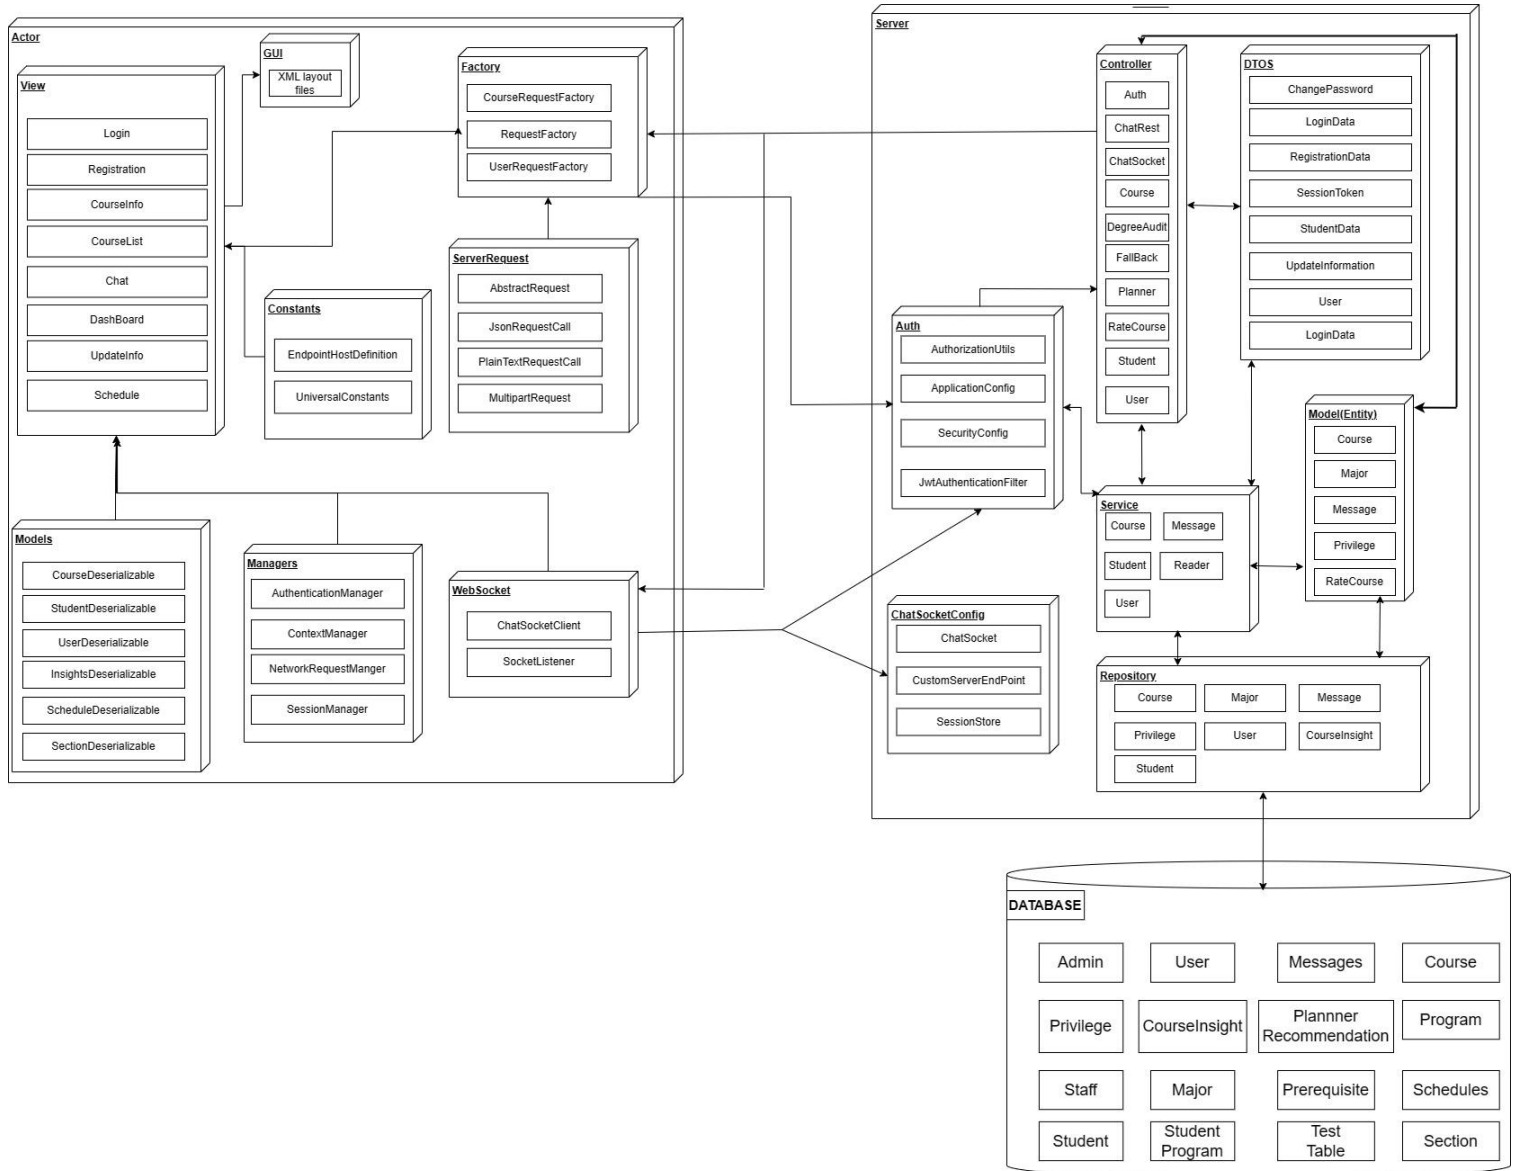 Actor
View
Login
Registration
CourseInfo
CourseList
Chat
DashBoard
UpdateInfo
Schedule
GUI
XML layout
files
Factory
CourseRequestFactory
RequestFactory
UserRequestFactory
ServerRequest
AbstractRequest
JsonRequestCall
PlainTextRequestCall
MultipartRequest
Constants
EndpointHostDefinition
UniversalConstants
Models
CourseDeserializable
StudentDeserializable
UserDeserializable
InsightsDeserializable
ScheduleDeserializable
SectionDeserializable
Managers
AuthenticationManager
ContextManager
NetworkRequestManger
SessionManager
WebSocket
ChatSocketClient
SocketListener
Server
Controller
Auth
ChatRest
ChatSocket
Course
DegreeAudit
FallBack
Planner
RateCourse
Student
User
DTOS
ChangePassword
LoginData
RegistrationData
SessionToken
StudentData
UpdateInformation
User
LoginData
Auth
AuthorizationUtils
ApplicationConfig
SecurityConfig
JwtAuthenticationFilter
Model(Entity)
Course
Major
Message
Privilege
RateCourse
Service
Course
Message
Student
Reader
User
ChatSocketConfig
ChatSocket
CustomServerEndPoint
SessionStore
Repository
Course
Major
Message
Privilege
User
CourseInsight
Student
DATABASE
Admin
User
Messages
Course
Privilege
CourseInsight
Plannner
Recommendation
Program
Staff
Major
Prerequisite
Schedules
Student
Student
Program
Test
Table
Section